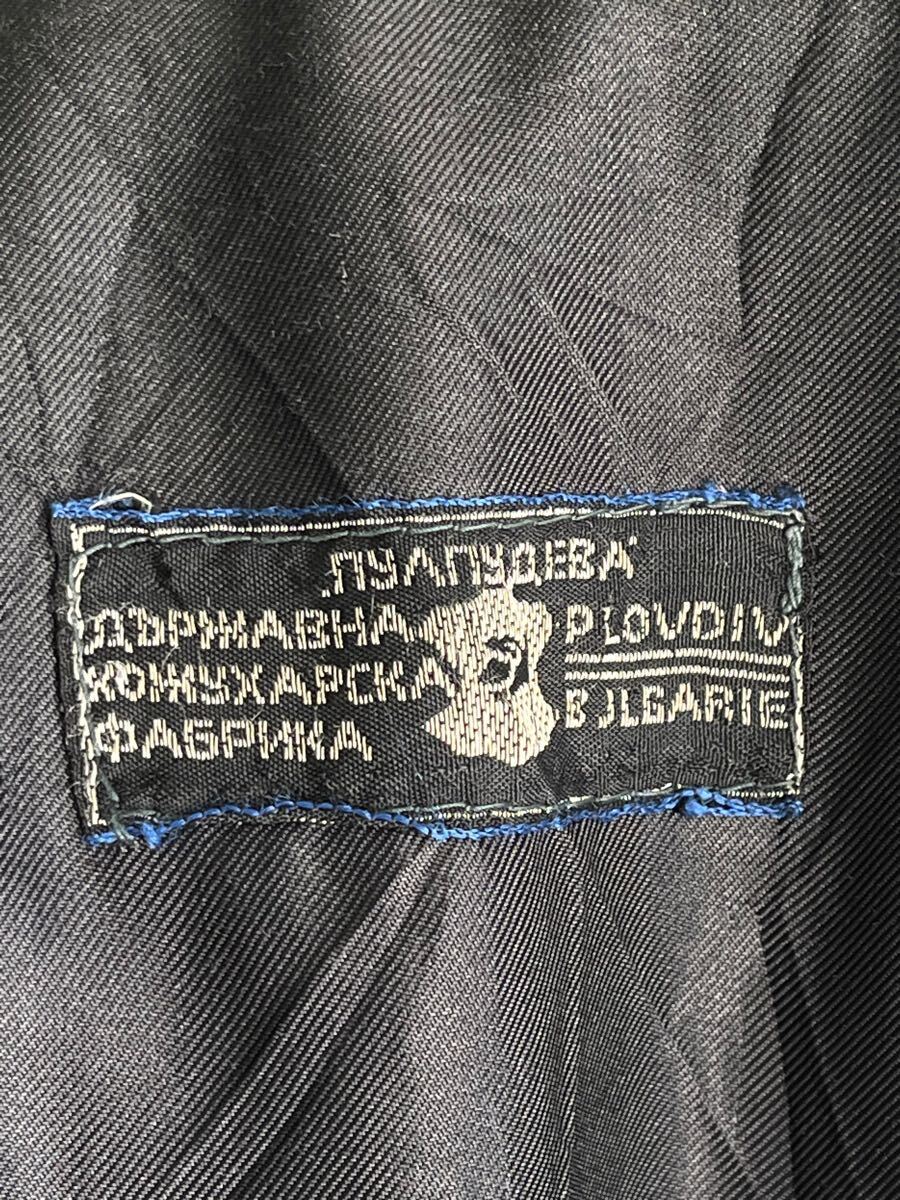 „ПУЛПУДЕВА"
ДЪРЖАВНА
КОЖУХАРСКА
ФАБРИКА
PLOVDIV
BULGARIE